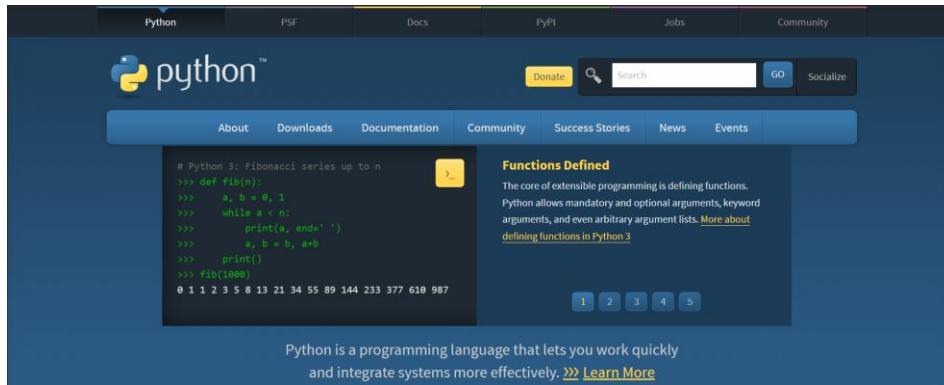 Python PSF Docs PyPI Jobs Community
python™
Donate Search GO Socialize
About Downloads Documentation Community Success Stories News Events
# Python 3: Fibonacci series up to n
>>> def fib(n):
>>>     a, b = 0, 1
>>>     while a < n:
>>>         print(a, end=' ')
>>>         a, b = b, a+b
>>>     print()
>>> fib(1000)
0 1 1 2 3 5 8 13 21 34 55 89 144 233 377 610 987
>_
Functions Defined
The core of extensible programming is defining functions.
Python allows mandatory and optional arguments, keyword
arguments, and even arbitrary argument lists. More about
defining functions in Python 3
1 2 3 4 5
Python is a programming language that lets you work quickly
and integrate systems more effectively. >>> Learn More